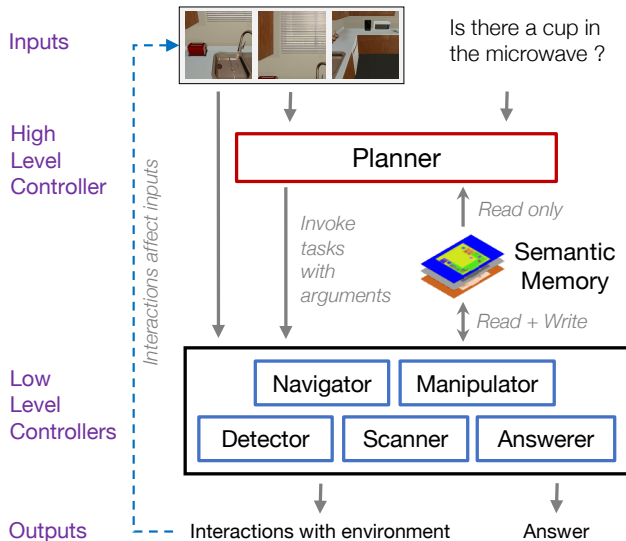 Inputs
Is there a cup in
the microwave ?
High
Level
Controller
Planner
Interactions affect inputs
Invoke
tasks
with
arguments
Read only
Semantic
Memory
Read + Write
Low
Level
Controllers
Navigator
Manipulator
Detector
Scanner
Answerer
Outputs
Interactions with environment
Answer